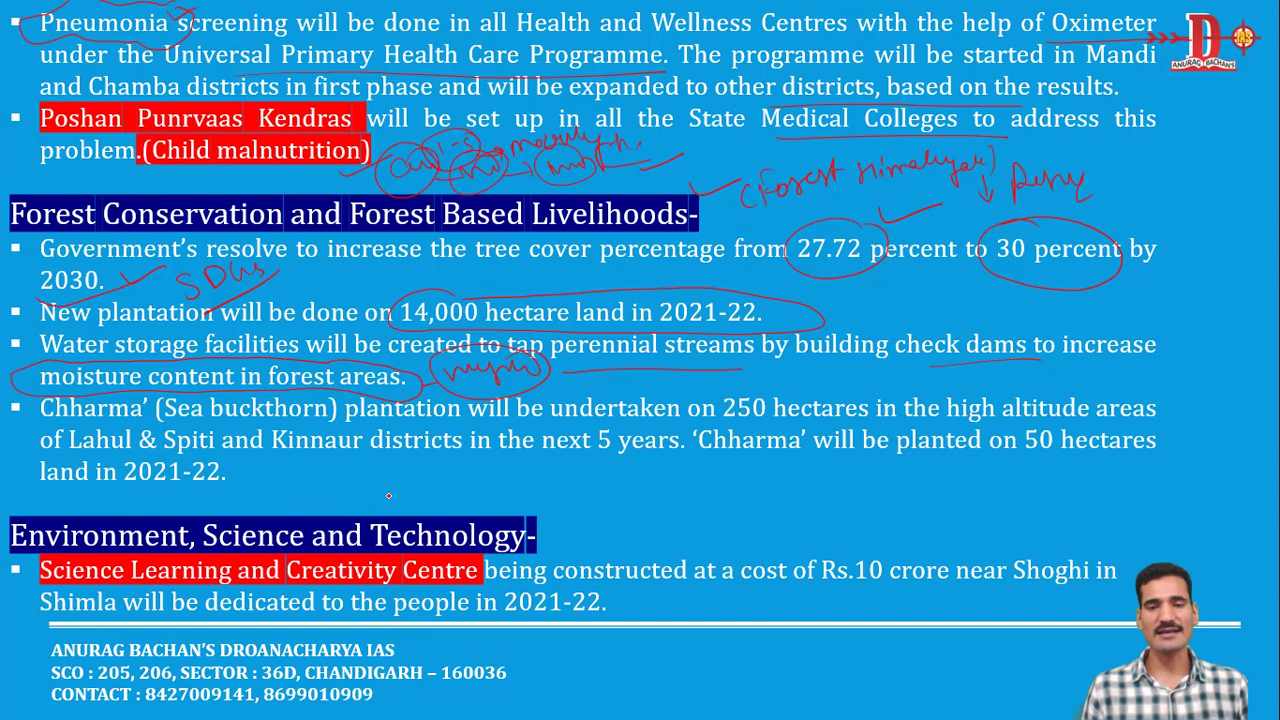 Pneumonia screening will be done in all Health and Wellness Centres with the help of Oximeter
under the Universal Primary Health Care Programme. The programme will be started in Mandi
and Chamba districts in first phase and will be expanded to other districts, based on the results.
▪ Poshan Punrvaas Kendras will be set up in all the State Medical Colleges to address this
problem.(Child malnutrition)
1-5
(Forest Himalayan)
Forest Conservation and Forest Based Livelihoods-
▪ Government's resolve to increase the tree cover percentage from 27.72 percent to 30 percent by
2030.
SDGs
▪ New plantation will be done on 14,000 hectare land in 2021-22.
▪ Water storage facilities will be created to tap perennial streams by building check dams to increase
moisture content in forest areas.
▪ Chharma' (Sea buckthorn) plantation will be undertaken on 250 hectares in the high altitude areas
of Lahul & Spiti and Kinnaur districts in the next 5 years. 'Chharma' will be planted on 50 hectares
land in 2021-22.
Environment, Science and Technology-
▪ Science Learning and Creativity Centre being constructed at a cost of Rs.10 crore near Shoghi in
Shimla will be dedicated to the people in 2021-22.
ANURAG BACHAN'S DROANACHARYA IAS
SCO : 205, 206, SECTOR : 36D, CHANDIGARH – 160036
CONTACT : 8427009141, 8699010909
D IAS
ANURAG BACHAN'S